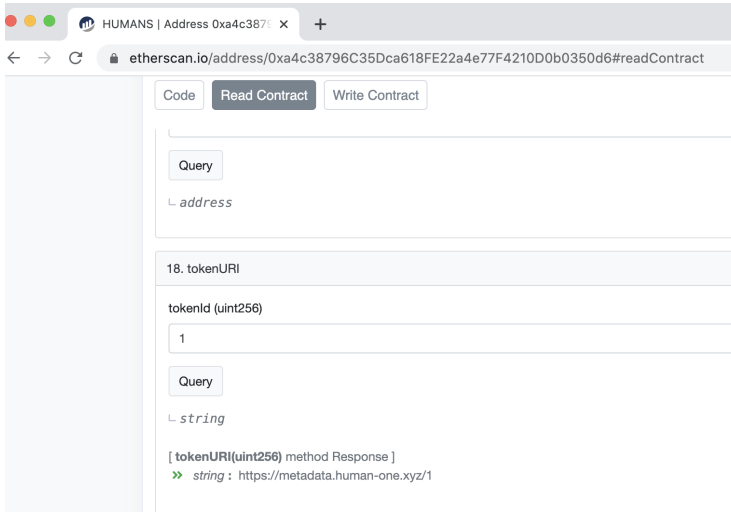 HUMANS | Address 0xa4c3879
etherscan.io/address/0xa4c38796C35Dca618FE22a4e77F4210D0b0350d6#readContract
Code Read Contract Write Contract
Query
address
18. tokenURI
tokenId (uint256)
1
Query
string
[ tokenURI(uint256) method Response ]
string : https://metadata.human-one.xyz/1